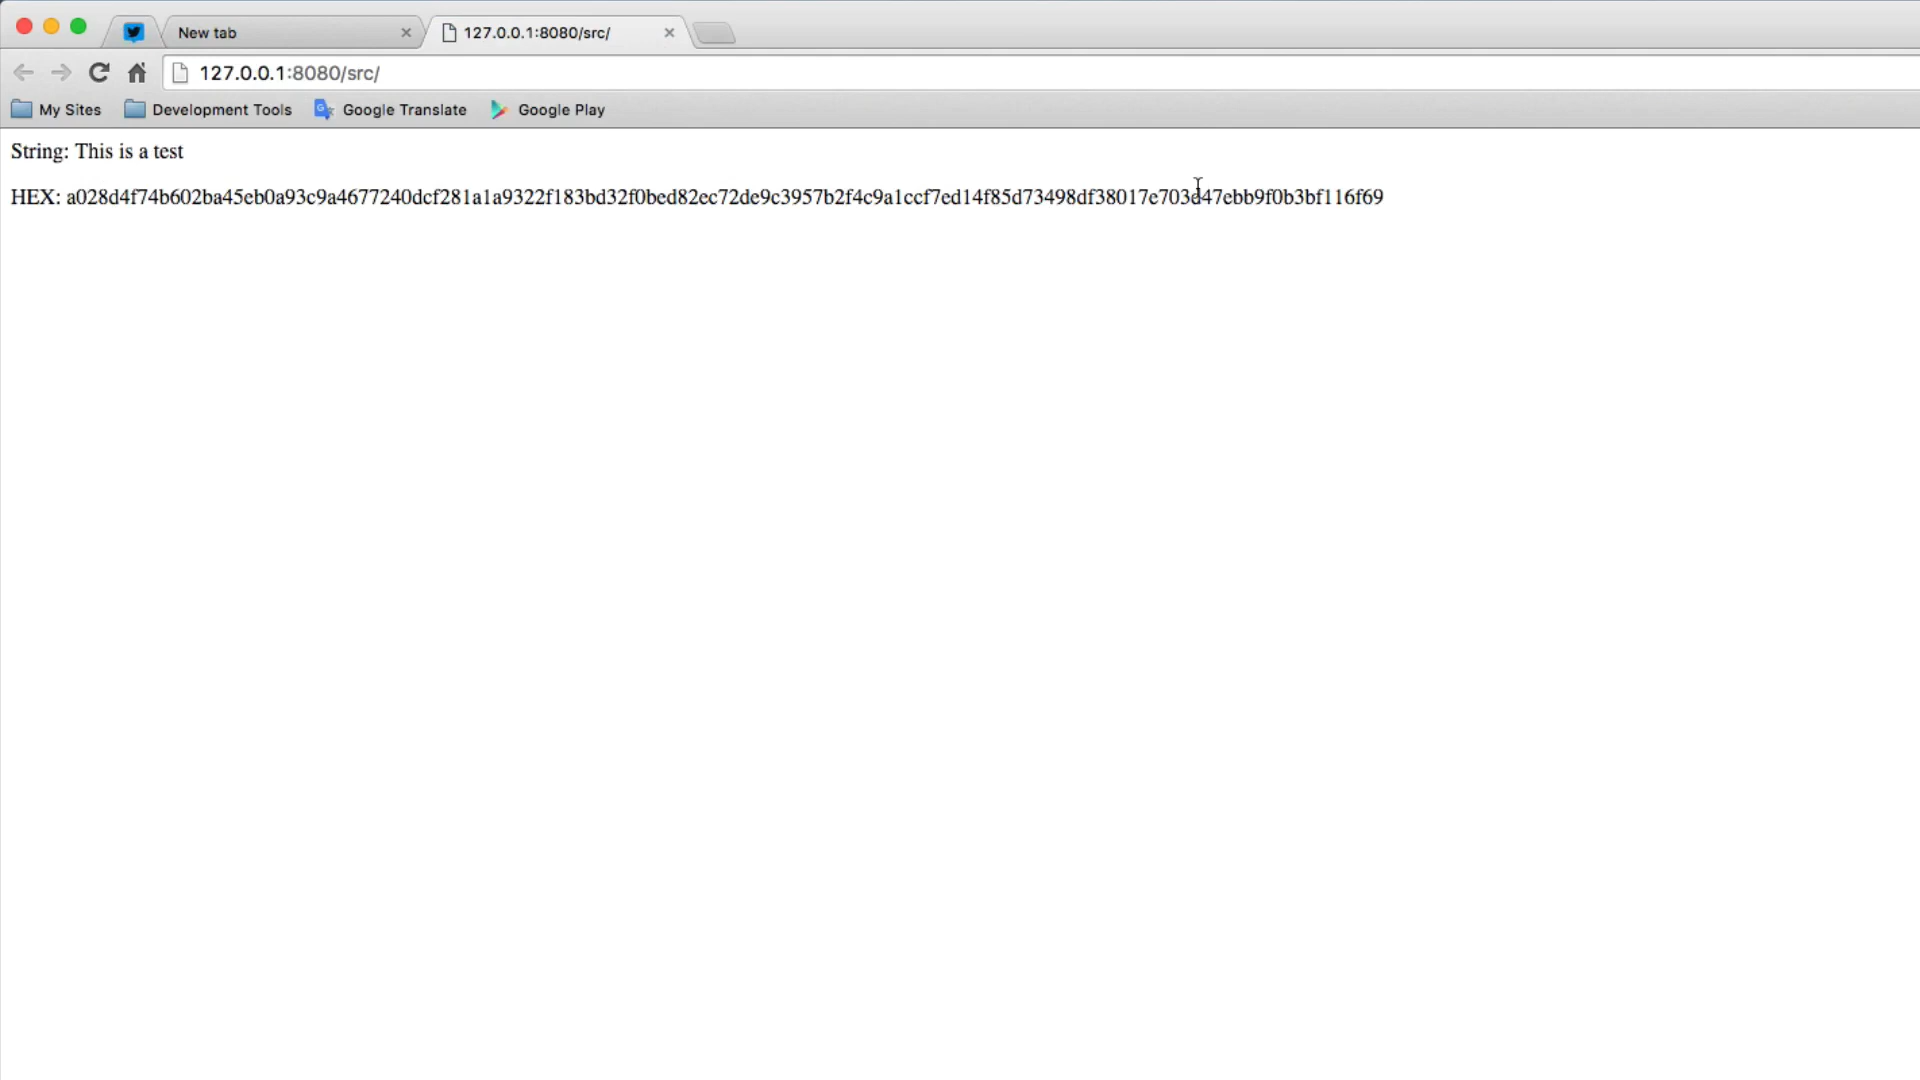 New tab
127.0.0.1:8080/src/
127.0.0.1:8080/src/
My Sites Development Tools Google Translate Google Play
String: This is a test
HEX: a028d4f74b602ba45eb0a93c9a4677240dcf281a1a9322f183bd32f0bed82ec72de9c3957b2f4c9a1ccf7ed14f85d73498df38017e703d47ebb9f0b3bf116f69